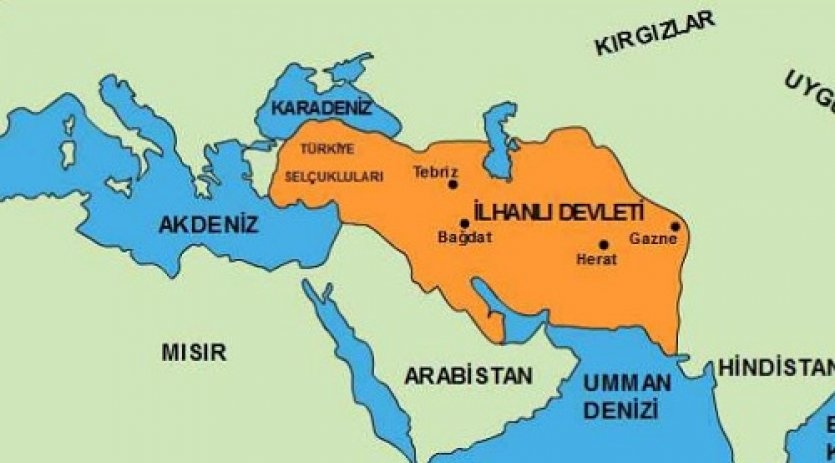 KIRGIZLAR
UYGU
KARADENİZ
TÜRKİYE
SELÇUKLULARI
Tebriz
İLHANLI DEVLETİ
AKDENİZ
Bağdat
Gazne
Herat
MISIR
ARABİSTAN
UMMAN
DENİZİ
HİNDİSTAN